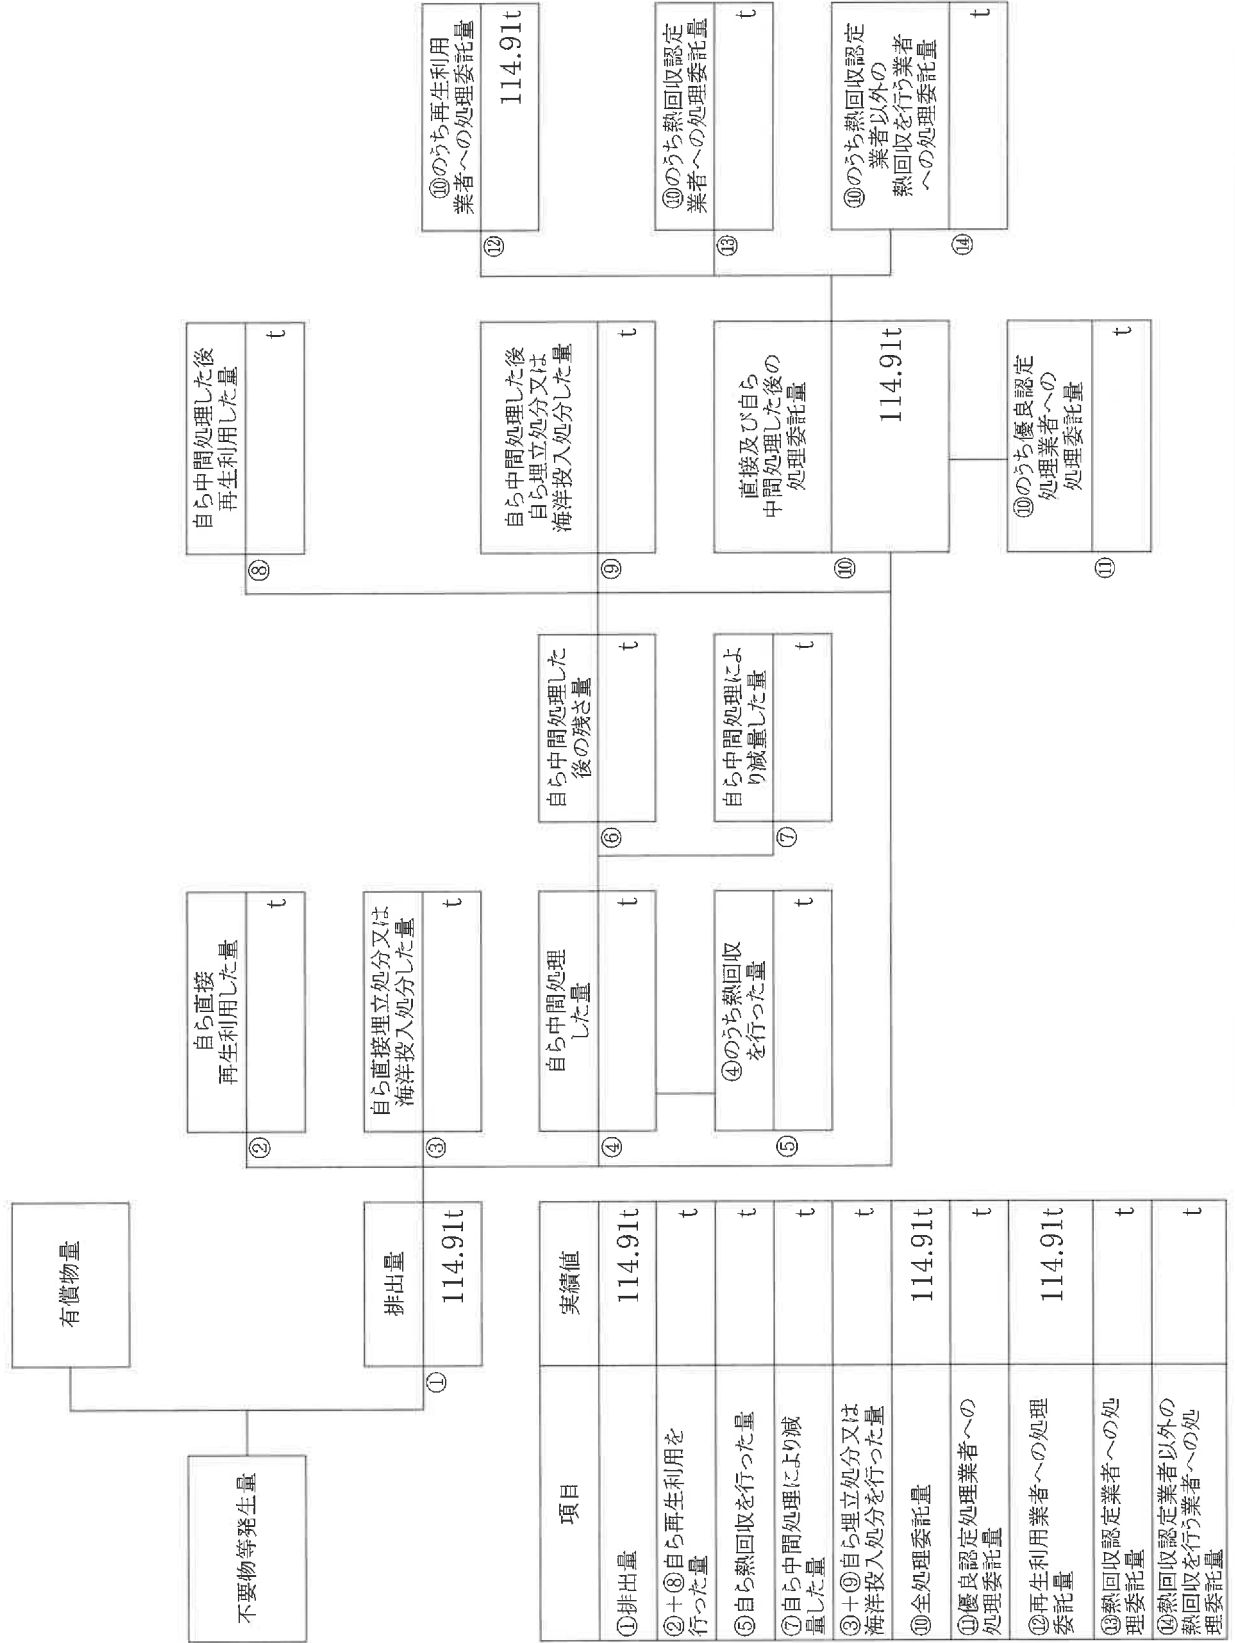 不要物等発生量
有償物量
①
排出量
114.91t
②
自ら直接
再生利用した量
t
③
自ら直接埋立処分又は
海洋投入処分した量
t
④
自ら中間処理
した量
t
⑤
④のうち熱回収
を行った量
t
⑥
自ら中間処理した
後の残さ量
t
⑦
自ら中間処理によ
り減量した量
t
⑧
自ら中間処理した後
再生利用した量
t
⑨
自ら中間処理した後
自ら埋立処分又は
海洋投入処分した量
t
⑩
直接及び自ら
中間処理した後の
処理委託量
114.91t
⑪
⑩のうち優良認定
処理業者への
処理委託量
t
⑫
⑩のうち再生利用
業者への処理委託量
114.91t
⑬
⑩のうち熱回収認定
業者への処理委託量
t
⑭
⑩のうち熱回収認定
業者以外の
熱回収を行う業者
への処理委託量
t
項目
実績値
①排出量
114.91t
②＋⑧自ら再生利用を
行った量
t
⑤自ら熱回収を行った量
t
⑦自ら中間処理により減
量した量
t
③＋⑨自ら埋立処分又は
海洋投入処分を行った量
t
⑩全処理委託量
114.91t
⑪優良認定処理業者への
処理委託量
t
⑫再生利用業者への処理
委託量
114.91t
⑬熱回収認定業者への処
理委託量
t
⑭熱回収認定業者以外の
熱回収を行う業者への処
理委託量
t